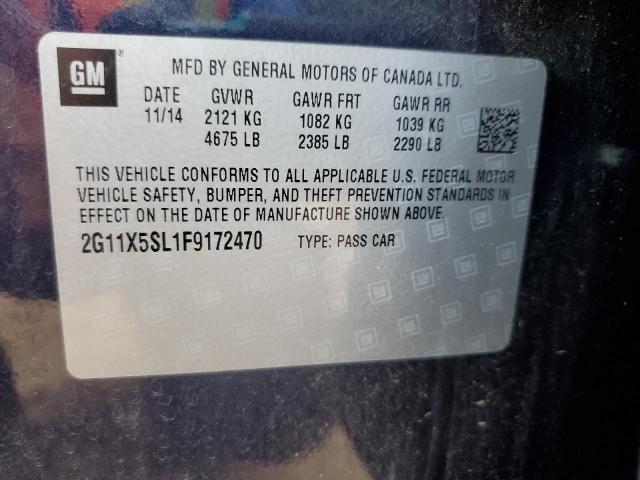 GM ®
MFD BY GENERAL MOTORS OF CANADA LTD.
DATE GVWR GAWR FRT GAWR RR
11/14 2121 KG 1082 KG 1039 KG
4675 LB 2385 LB 2290 LB
THIS VEHICLE CONFORMS TO ALL APPLICABLE U.S. FEDERAL MOTOR
VEHICLE SAFETY, BUMPER, AND THEFT PREVENTION STANDARDS IN
EFFECT ON THE DATE OF MANUFACTURE SHOWN ABOVE.
2G11X5SL1F9172470 TYPE: PASS CAR